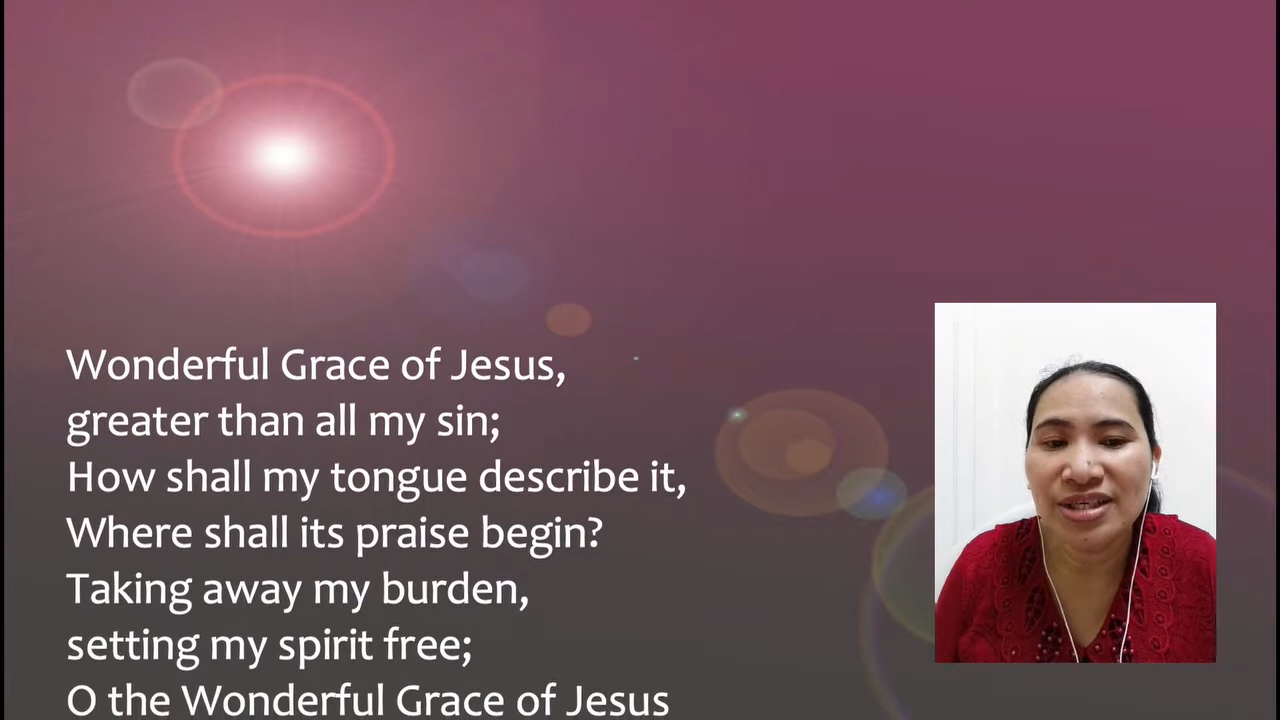 Wonderful Grace of Jesus,
greater than all my sin;
How shall my tongue describe it,
Where shall its praise begin?
Taking away my burden,
setting my spirit free;
O the Wonderful Grace of Jesus